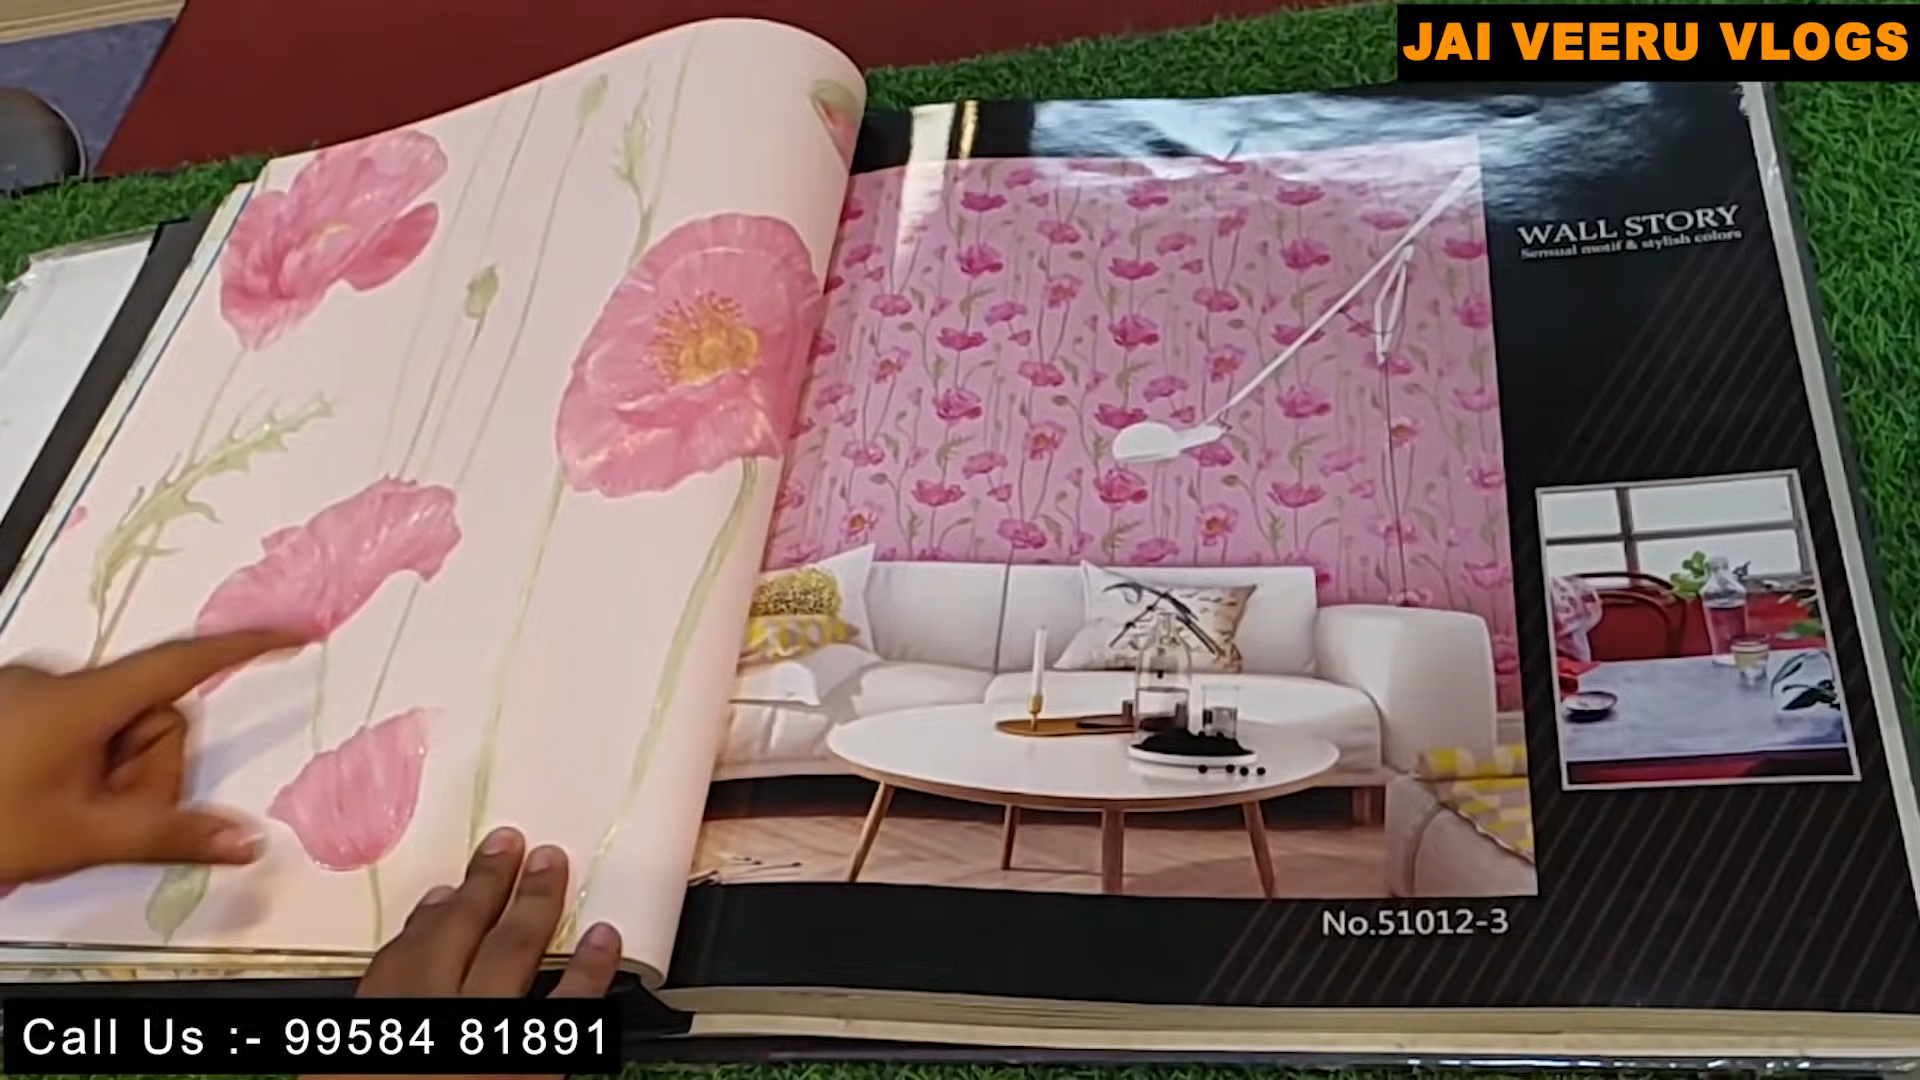 JAI VEERU VLOGS
WALL STORY
Sensual motif & stylish colors
No.51012-3
Call Us :- 99584 81891